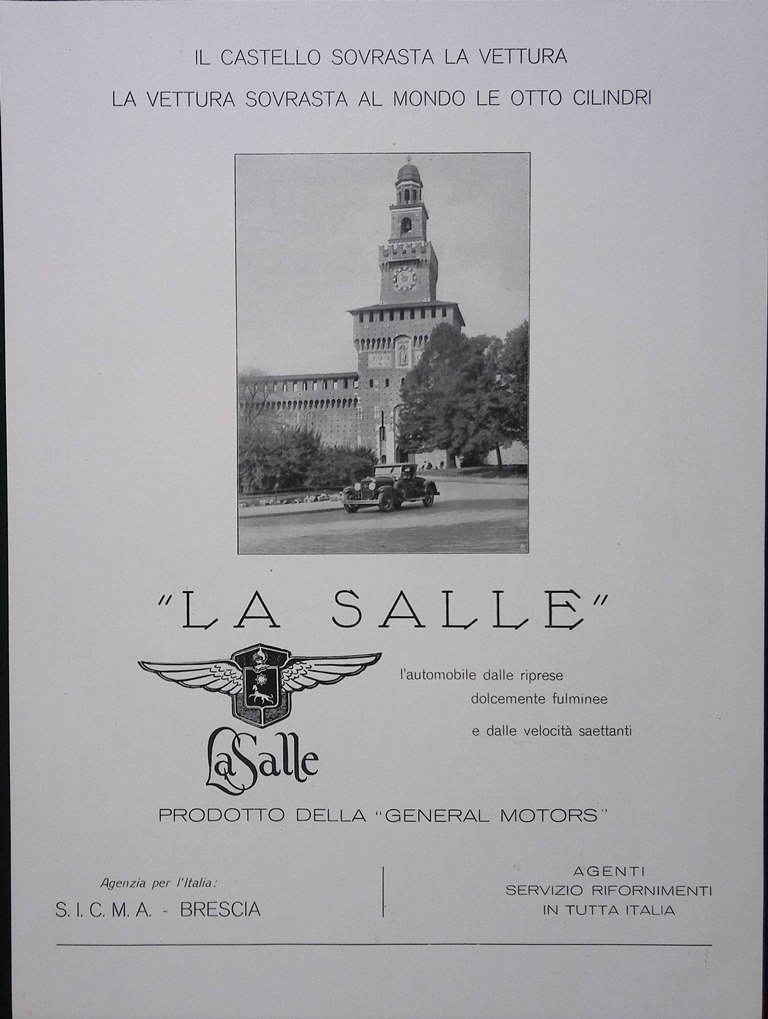 IL CASTELLO SOVRASTA LA VETTURA
LA VETTURA SOVRASTA AL MONDO LE OTTO CILINDRI
"LA SALLE"
l'automobile dalle riprese
dolcemente fulminee
e dalle velocità saettanti
LaSalle
PRODOTTO DELLA "GENERAL MOTORS"
Agenzia per l'Italia:
S. I. C. M. A. - BRESCIA
AGENTI
SERVIZIO RIFORNIMENTI
IN TUTTA ITALIA